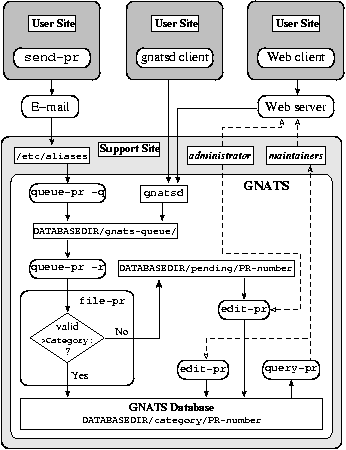 User Site
User Site
User Site
send-pr
gnatsd client
Web client
E-mail
Web server
Support Site
/etc/aliases
administrator
maintainers
GNATS
queue-pr -q
gnatsd
DATABASEDIR/gnats-queue/
queue-pr -r
DATABASEDIR/pending/PR-number
file-pr
edit-pr
valid
>Category:
?
No
Yes
edit-pr
query-pr
GNATS Database
DATABASEDIR/category/PR-number